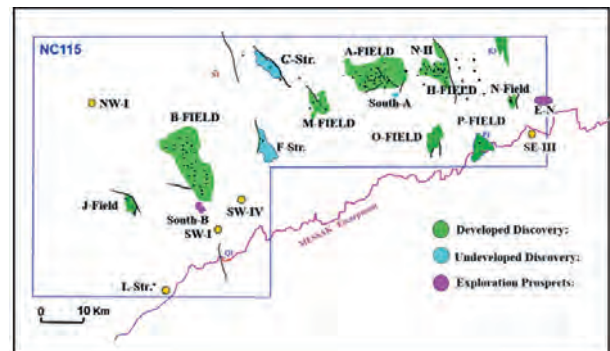 NC115
A-FIELD
N-H
C-Str.
NW-I
South-A
H-FIELD
N-Field
E-N
B-FIELD
M-FIELD
O-FIELD
P-FIELD
SE-III
F-Str.
J-Field
South-B
SW-IV
SW-I
MESSAK Escarpment
Developed Discovery:
Undeveloped Discovery:
Exploration Prospects:
L-Str.*
0 10 Km